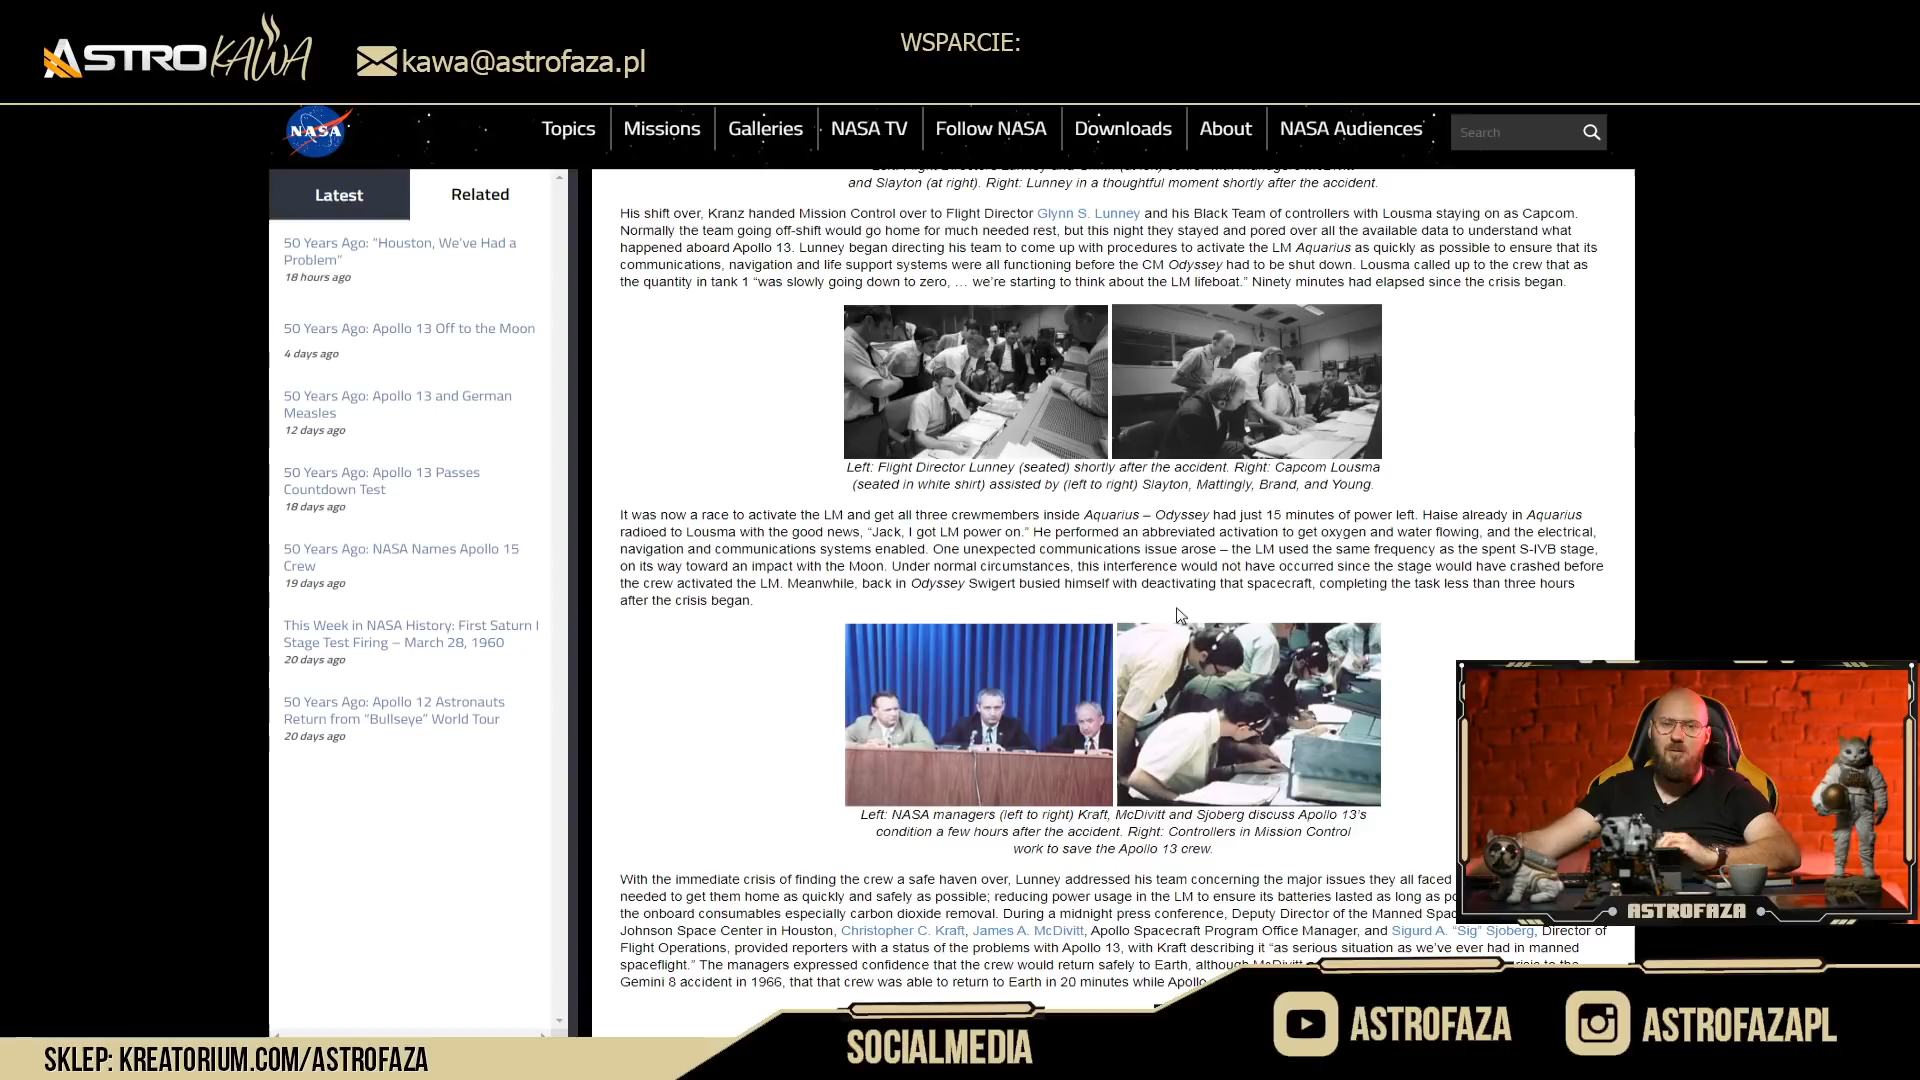 ASTROKAWA
kawa@astrofaza.pl
WSPARCIE:
NASA
Topics
Missions
Galleries
NASA TV
Follow NASA
Downloads
About
NASA Audiences
Search
Latest
Related
50 Years Ago: "Houston, We've Had a
Problem"
18 hours ago
50 Years Ago: Apollo 13 Off to the Moon
4 days ago
50 Years Ago: Apollo 13 and German
Measles
12 days ago
50 Years Ago: Apollo 13 Passes
Countdown Test
18 days ago
50 Years Ago: NASA Names Apollo 15
Crew
19 days ago
This Week in NASA History: First Saturn I
Stage Test Firing – March 28, 1960
20 days ago
50 Years Ago: Apollo 12 Astronauts
Return from "Bullseye" World Tour
20 days ago
and Slayton (at right). Right: Lunney in a thoughtful moment shortly after the accident.
His shift over, Kranz handed Mission Control over to Flight Director Glynn S. Lunney and his Black Team of controllers with Lousma staying on as Capcom.
Normally the team going off-shift would go home for much needed rest, but this night they stayed and pored over all the available data to understand what
happened aboard Apollo 13. Lunney began directing his team to come up with procedures to activate the LM Aquarius as quickly as possible to ensure that its
communications, navigation and life support systems were all functioning before the CM Odyssey had to be shut down. Lousma called up to the crew that as
the quantity in tank 1 "was slowly going down to zero, … we're starting to think about the LM lifeboat." Ninety minutes had elapsed since the crisis began.
Left: Flight Director Lunney (seated) shortly after the accident. Right: Capcom Lousma
(seated in white shirt) assisted by (left to right) Slayton, Mattingly, Brand, and Young.
It was now a race to activate the LM and get all three crewmembers inside Aquarius – Odyssey had just 15 minutes of power left. Haise already in Aquarius
radioed to Lousma with the good news, "Jack, I got LM power on." He performed an abbreviated activation to get oxygen and water flowing, and the electrical,
navigation and communications systems enabled. One unexpected communications issue arose – the LM used the same frequency as the spent S-IVB stage,
on its way toward an impact with the Moon. Under normal circumstances, this interference would not have occurred since the stage would have crashed before
the crew activated the LM. Meanwhile, back in Odyssey Swigert busied himself with deactivating that spacecraft, completing the task less than three hours
after the crisis began.
Left: NASA managers (left to right) Kraft, McDivitt and Sjoberg discuss Apollo 13's
condition a few hours after the accident. Right: Controllers in Mission Control
work to save the Apollo 13 crew.
With the immediate crisis of finding the crew a safe haven over, Lunney addressed his team concerning the major issues they all faced
needed to get them home as quickly and safely as possible; reducing power usage in the LM to ensure its batteries lasted as long as
the onboard consumables especially carbon dioxide removal. During a midnight press conference, Deputy Director of the Manned
Johnson Space Center in Houston, Christopher C. Kraft, James A. McDivitt, Apollo Spacecraft Program Office Manager, and Sigurd A. "Sig" Sjoberg, Director of
Flight Operations, provided reporters with a status of the problems with Apollo 13, with Kraft describing it "as serious situation as we've ever had in manned
spaceflight." The managers expressed confidence that the crew would return safely to Earth, although
Gemini 8 accident in 1966, that that crew was able to return to Earth in 20 minutes while Apollo
ASTROFAZA
SKLEP: KREATORIUM.COM/ASTROFAZA
SOCIALMEDIA
ASTROFAZA
ASTROFAZAPL